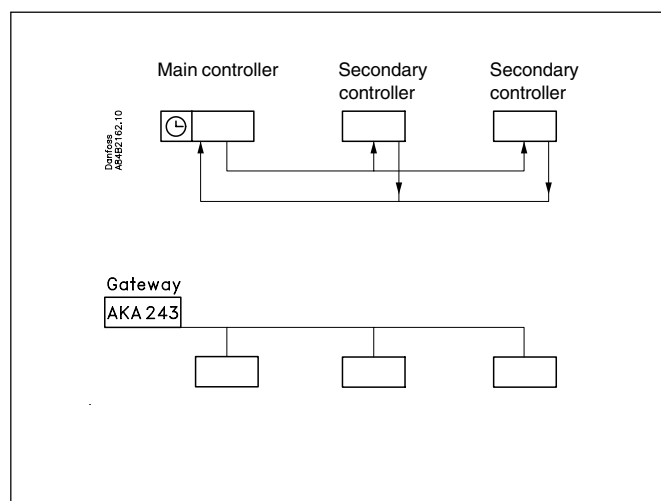 Main controller
Secondary
controller
Secondary
controller
Danfoss
A84B2162.10
Gateway
AKA 243